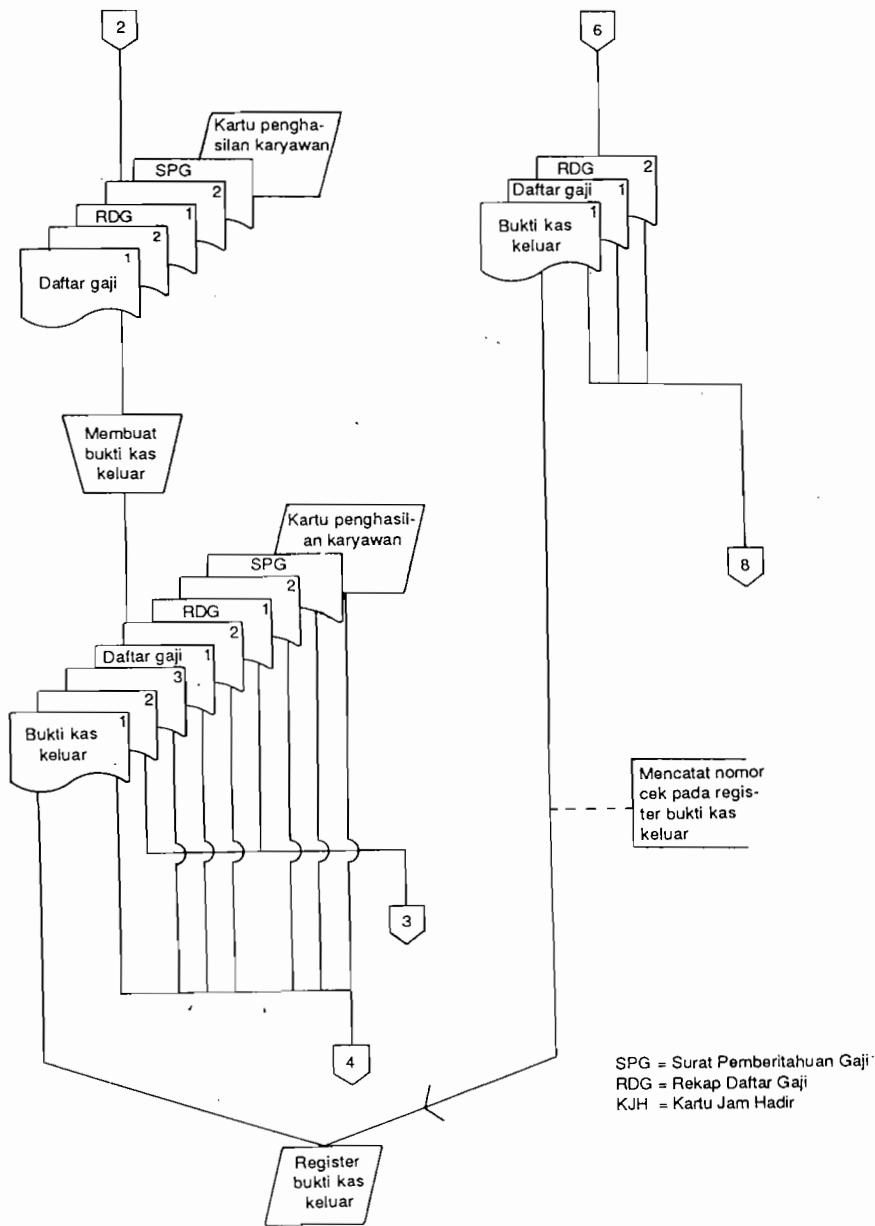 2
Kartu pengha-
silan karyawan
SPG
2
RDG
1
2
1
Daftar gaji
Membuat
bukti kas
keluar
Kartu penghasil-
an karyawan
SPG
2
RDG
1
2
Daftar gaji
1
3
2
1
Bukti kas
keluar
3
4
6
RDG
2
Daftar gaji
1
1
Bukti kas
keluar
8
Mencatat nomor
cek pada regis-
ter bukti kas
keluar
SPG = Surat Pemberitahuan Gaji
RDG = Rekap Daftar Gaji
KJH = Kartu Jam Hadir
Register
bukti kas
keluar